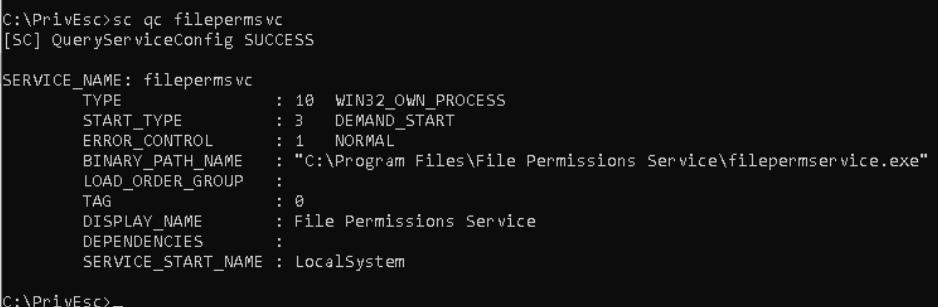 C:\PrivEsc>sc qc filepermsvc
[SC] QueryServiceConfig SUCCESS

SERVICE_NAME: filepermsvc
        TYPE               : 10  WIN32_OWN_PROCESS
        START_TYPE         : 3   DEMAND_START
        ERROR_CONTROL      : 1   NORMAL
        BINARY_PATH_NAME   : "C:\Program Files\File Permissions Service\filepermservice.exe"
        LOAD_ORDER_GROUP   :
        TAG                : 0
        DISPLAY_NAME       : File Permissions Service
        DEPENDENCIES       :
        SERVICE_START_NAME : LocalSystem

C:\PrivEsc>_